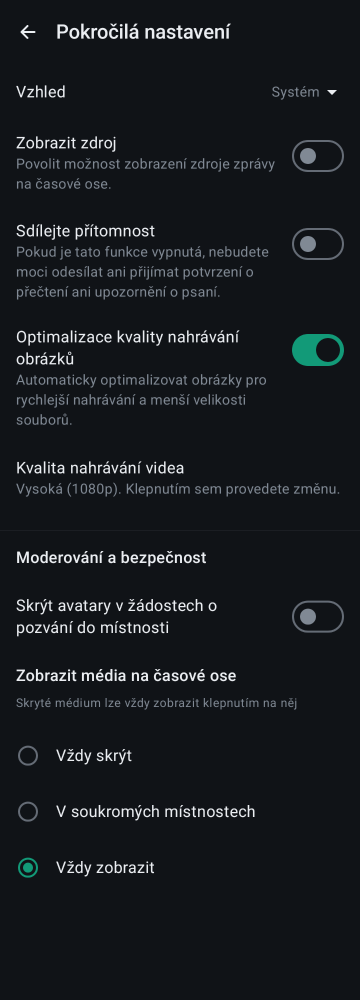 Pokročilá nastavení
Vzhled
Systém
Zobrazit zdroj
Povolit možnost zobrazení zdroje zprávy
na časové ose.
Sdílejte přítomnost
Pokud je tato funkce vypnutá, nebudete
moci odesílat ani přijímat potvrzení o
přečtení ani upozornění o psaní.
Optimalizace kvality nahrávání
obrázků
Automaticky optimalizovat obrázky pro
rychlejší nahrávání a menší velikosti
souborů.
Kvalita nahrávání videa
Vysoká (1080p). Klepnutím sem provedete změnu.
Moderování a bezpečnost
Skrýt avatary v žádostech o
pozvání do místnosti
Zobrazit média na časové ose
Skryté médium lze vždy zobrazit klepnutím na něj
Vždy skrýt
V soukromých místnostech
Vždy zobrazit